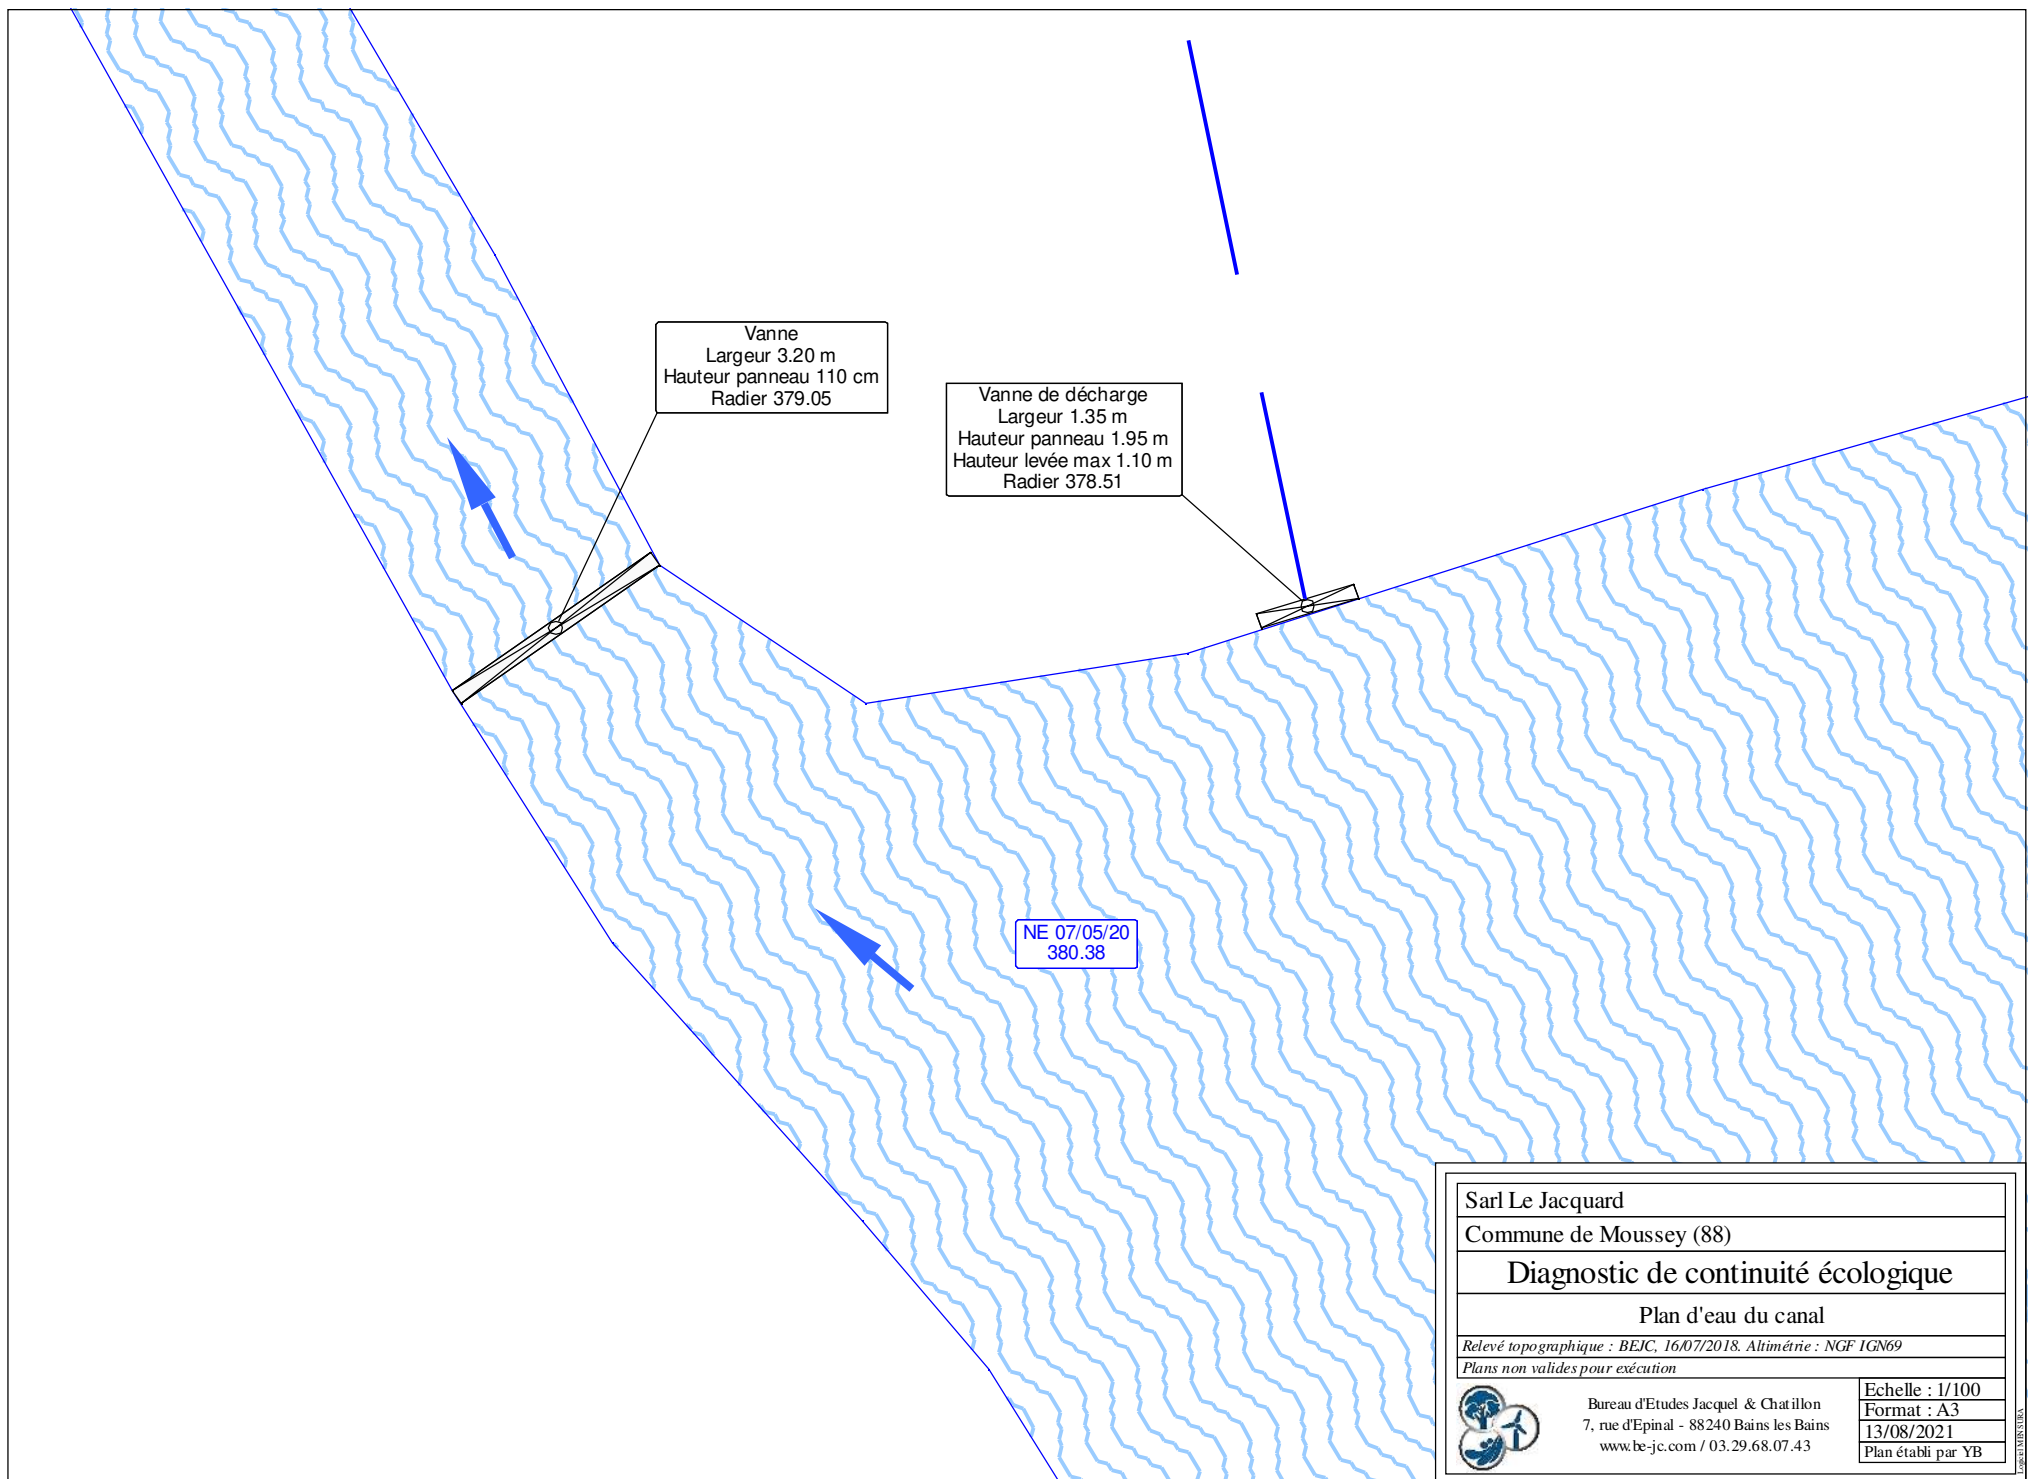 Vanne
Largeur 3.20 m
Hauteur panneau 110 cm
Radier 379.05
Vanne de décharge
Largeur 1.35 m
Hauteur panneau 1.95 m
Hauteur levée max 1.10 m
Radier 378.51
NE 07/05/20
380.38
Sarl Le Jacquard
Commune de Moussey (88)
Diagnostic de continuité écologique
Plan d'eau du canal
Relevé topographique : BEJC, 16/07/2018. Altimétrie : NGF IGN69
Plans non valides pour exécution
Bureau d'Etudes Jacquel & Chatillon
7, rue d'Epinal - 88240 Bains les Bains
www.be-jc.com / 03.29.68.07.43
Echelle : 1/100
Format : A3
13/08/2021
Plan établi par YB
Logiciel MENSURA